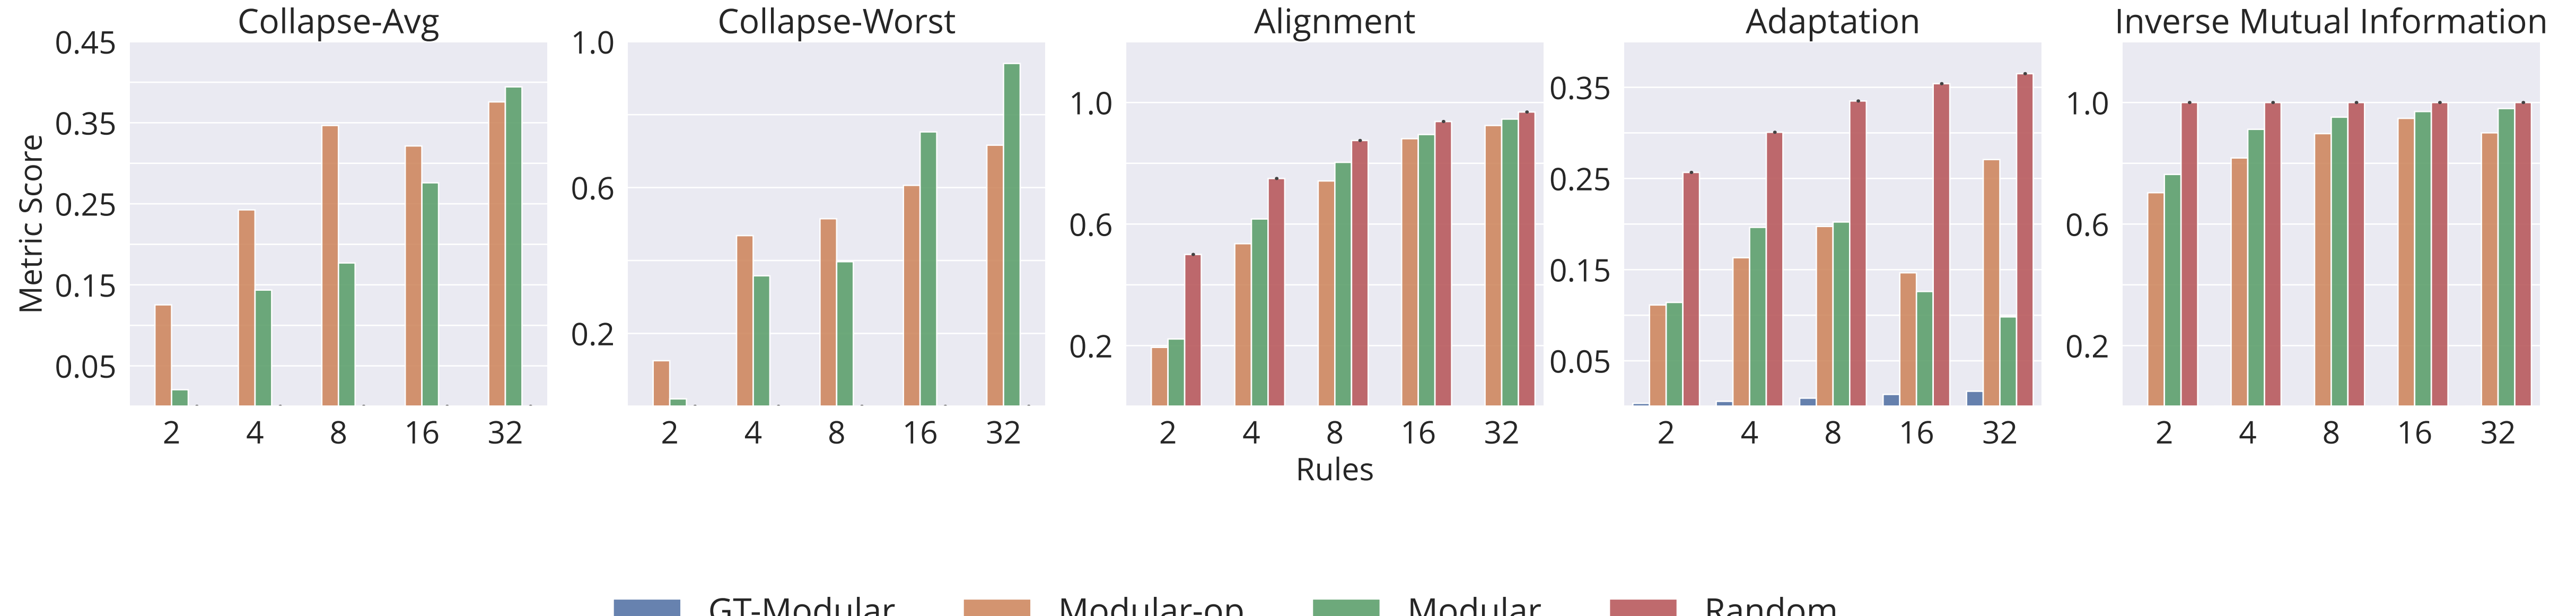 Collapse-Avg
Collapse-Worst
Alignment
Adaptation
Inverse Mutual Information
Metric Score
0.45
0.35
0.25
0.15
0.05
2 4 8 16 32
1.0
0.6
0.2
2 4 8 16 32
1.0
0.6
0.2
2 4 8 16 32
0.35
0.25
0.15
0.05
2 4 8 16 32
1.0
0.6
0.2
2 4 8 16 32
Rules
GT-Modular Modular-op Modular Random